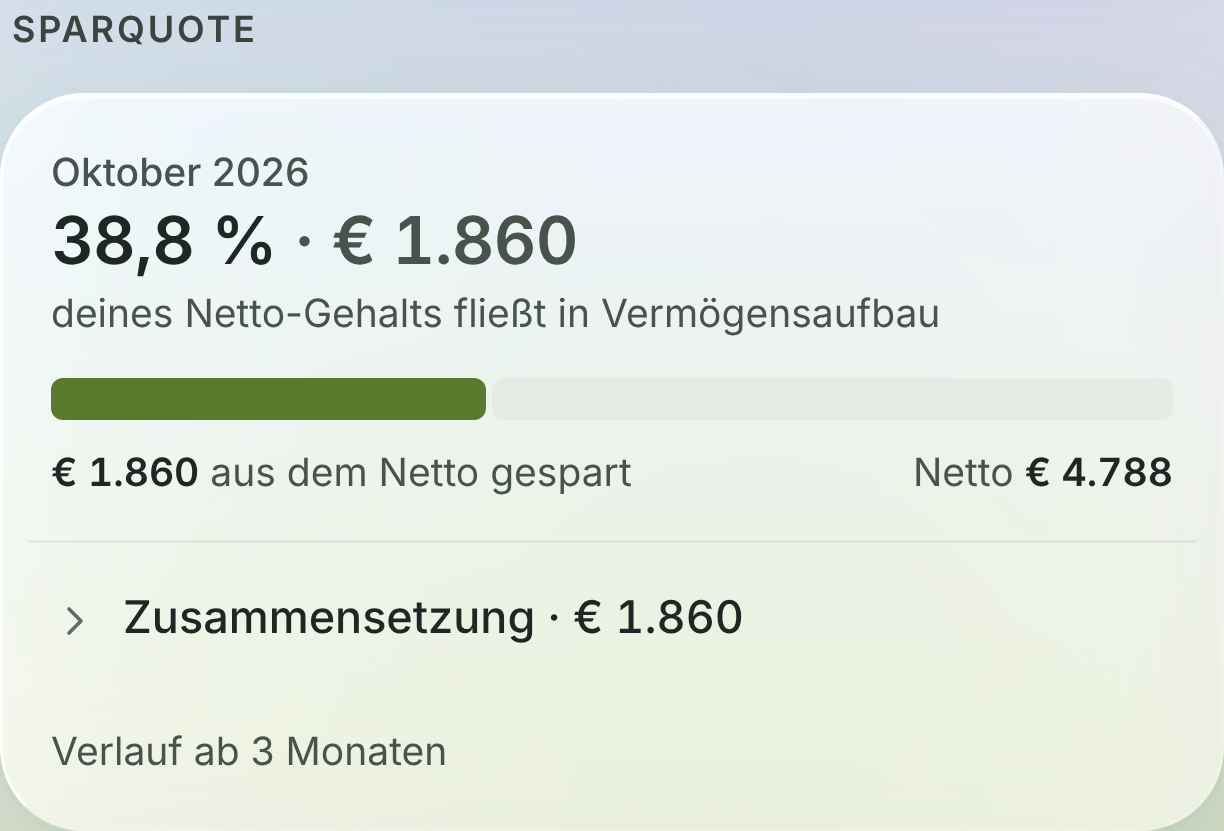 SPARQUOTE
Oktober 2026
38,8 % · € 1.860
deines Netto-Gehalts fließt in Vermögensaufbau
€ 1.860 aus dem Netto gespart Netto € 4.788
Zusammensetzung · € 1.860
Verlauf ab 3 Monaten